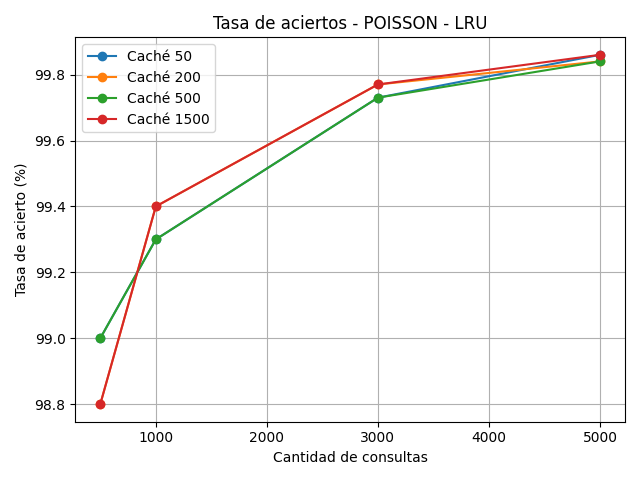 Tasa de aciertos - POISSON - LRU
Caché 50
Caché 200
Caché 500
Caché 1500
Tasa de acierto (%)
99.8
99.6
99.4
99.2
99.0
98.8
1000
2000
3000
4000
5000
Cantidad de consultas